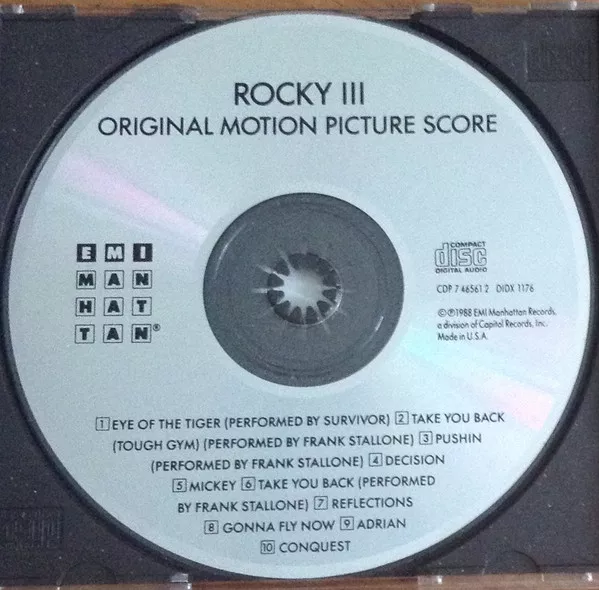 ROCKY III
ORIGINAL MOTION PICTURE SCORE
EMI
MAN
HAT
TAN®
COMPACT
disc
DIGITAL AUDIO
CDP 7 46561 2 DIDX 1176
©℗1988 EMI Manhattan Records,
a division of Capitol Records, Inc.
Made in U.S.A.
1 EYE OF THE TIGER (PERFORMED BY SURVIVOR) 2 TAKE YOU BACK
(TOUGH GYM) (PERFORMED BY FRANK STALLONE) 3 PUSHIN
(PERFORMED BY FRANK STALLONE) 4 DECISION
5 MICKEY 6 TAKE YOU BACK (PERFORMED
BY FRANK STALLONE) 7 REFLECTIONS
8 GONNA FLY NOW 9 ADRIAN
10 CONQUEST